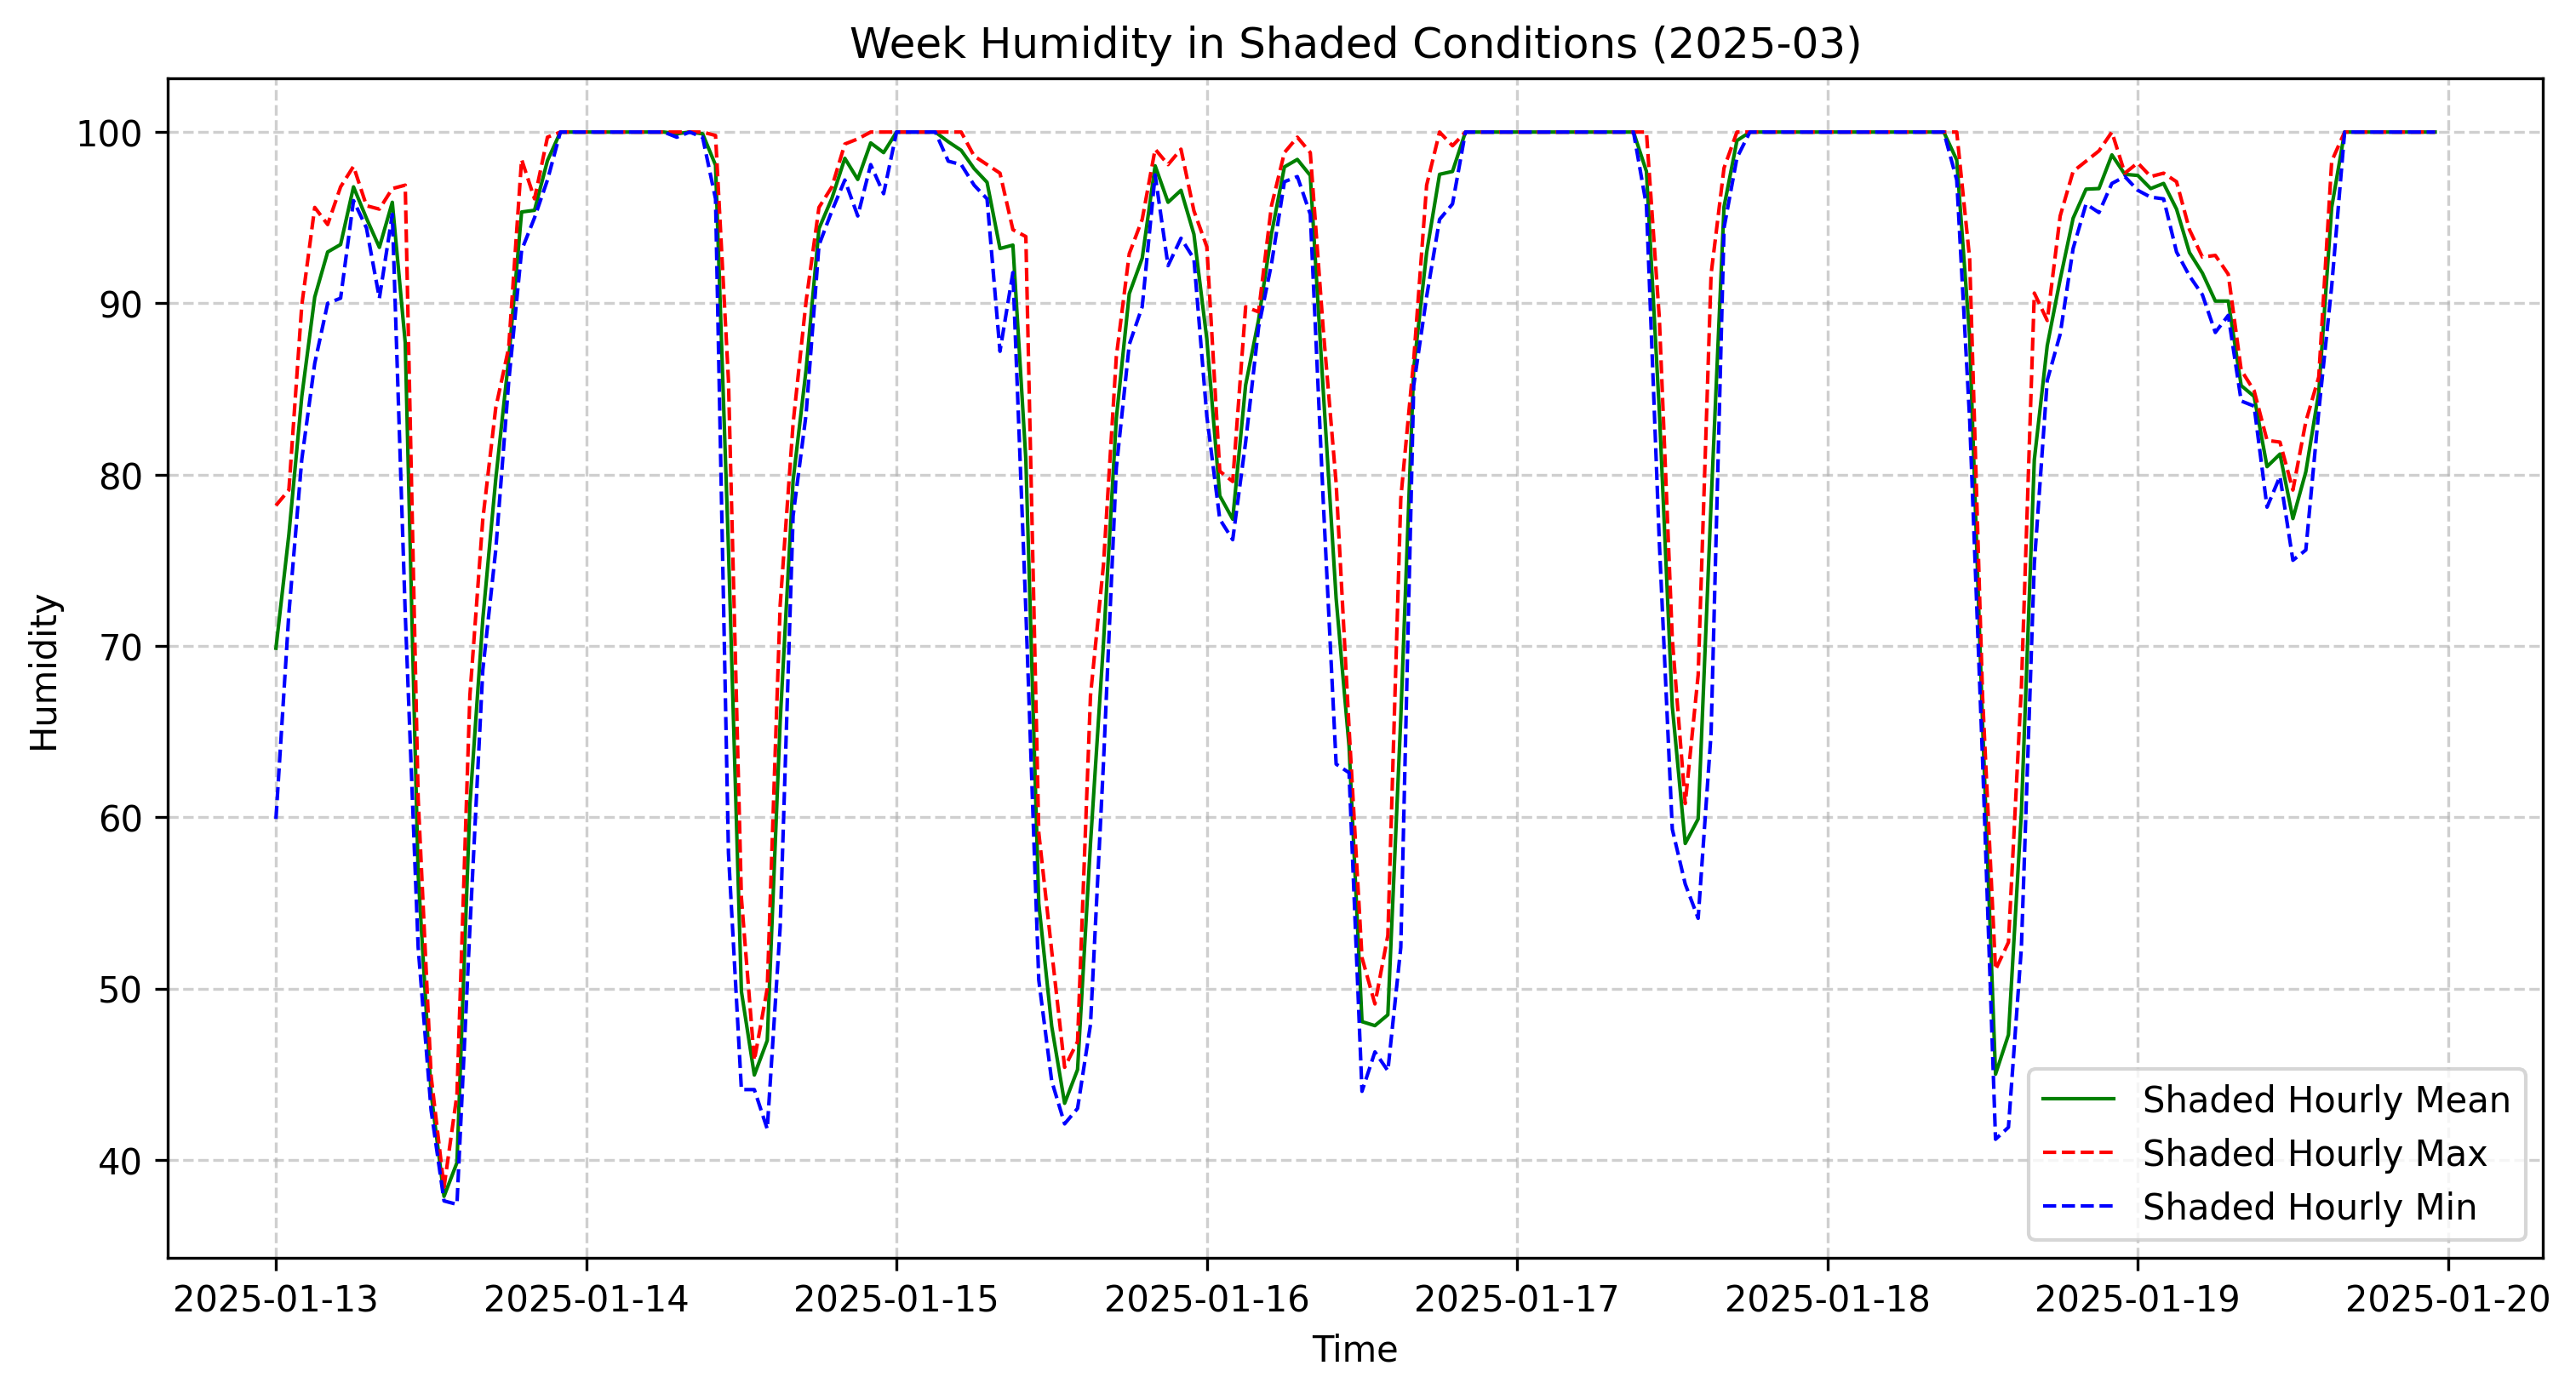 Week Humidity in Shaded Conditions (2025-03)
Humidity
100
90
80
70
60
50
40
Shaded Hourly Mean
Shaded Hourly Max
Shaded Hourly Min
2025-01-13
2025-01-14
2025-01-15
2025-01-16
2025-01-17
2025-01-18
2025-01-19
2025-01-20
Time